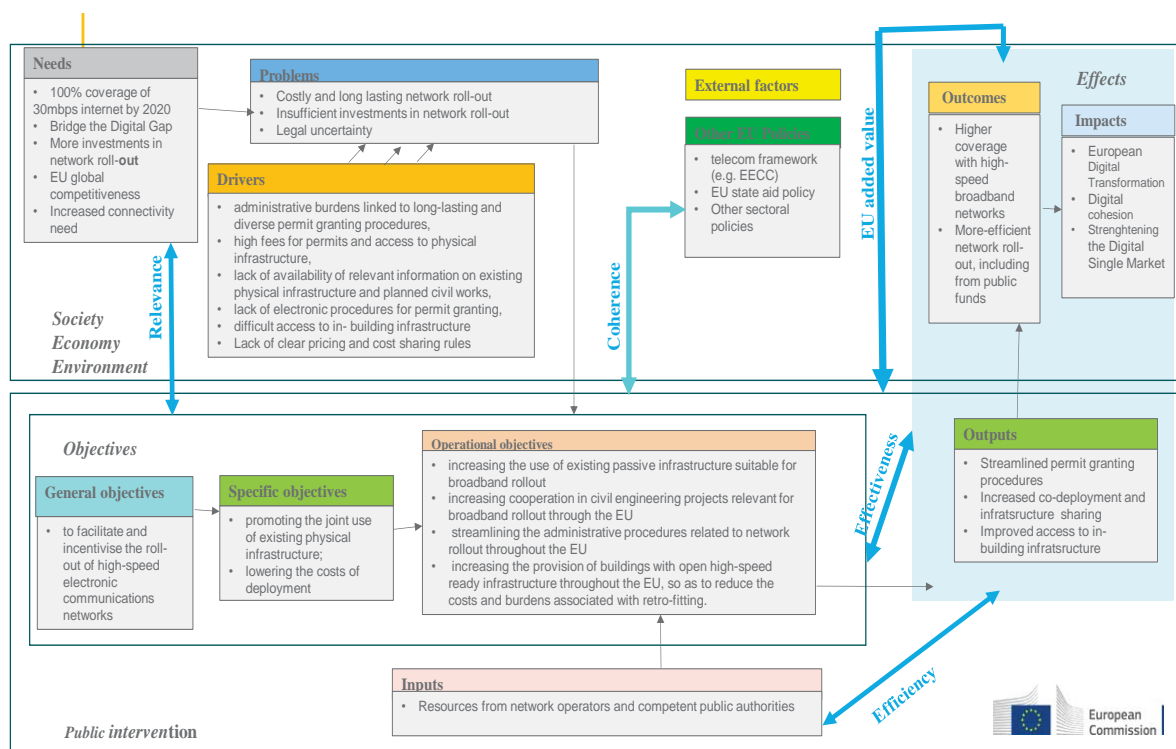 Needs
• 100% coverage of
30mbps internet by 2020
• Bridge the Digital Gap
• More investments in
network roll-out
• EU global
competitiveness
• Increased connectivity
need
Problems
• Costly and long lasting network roll-out
• Insufficient investments in network roll-out
• Legal uncertainty
Drivers
• administrative burdens linked to long-lasting and
diverse permit granting procedures,
• high fees for permits and access to physical
infrastructure,
• lack of availability of relevant information on existing
physical infrastructure and planned civil works,
• lack of electronic procedures for permit granting,
• difficult access to in- building infrastructure
• Lack of clear pricing and cost sharing rules
External factors
Other EU Policies
• telecom framework
(e.g. EECC)
• EU state aid policy
• Other sectoral
policies
Effects
Outcomes
• Higher
coverage
with high-
speed
broadband
networks
• More-efficient
network roll-
out, including
from public
funds
Impacts
• European
Digital
Transformation
• Digital
cohesion
• Strenghtening
the Digital
Single Market
Relevance
Coherence
EU added value
Society
Economy
Environment
Objectives
General objectives
• to facilitate and
incentivise the roll-
out of high-speed
electronic
communications
networks
Specific objectives
• promoting the joint use
of existing physical
infrastructure;
• lowering the costs of
deployment
Operational objectives
• increasing the use of existing passive infrastructure suitable for
broadband rollout
• increasing cooperation in civil engineering projects relevant for
broadband rollout through the EU
• streamlining the administrative procedures related to network
rollout throughout the EU
• increasing the provision of buildings with open high-speed
ready infrastructure throughout the EU, so as to reduce the
costs and burdens associated with retro-fitting.
Effectiveness
Outputs
• Streamlined permit granting
procedures
• Increased co-deployment and
infratsructure sharing
• Improved access to in-
building infratsructure
Inputs
• Resources from network operators and competent public authorities
Efficiency
Public intervention
European
Commission